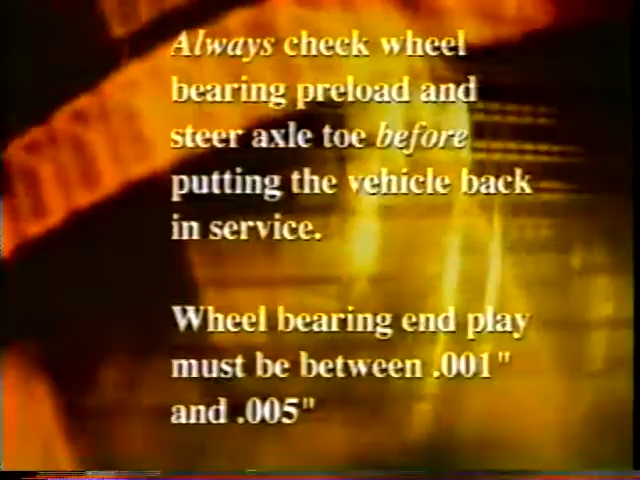 Always check wheel
bearing preload and
steer axle toe before
putting the vehicle back
in service.
Wheel bearing end play
must be between .001"
and .005"